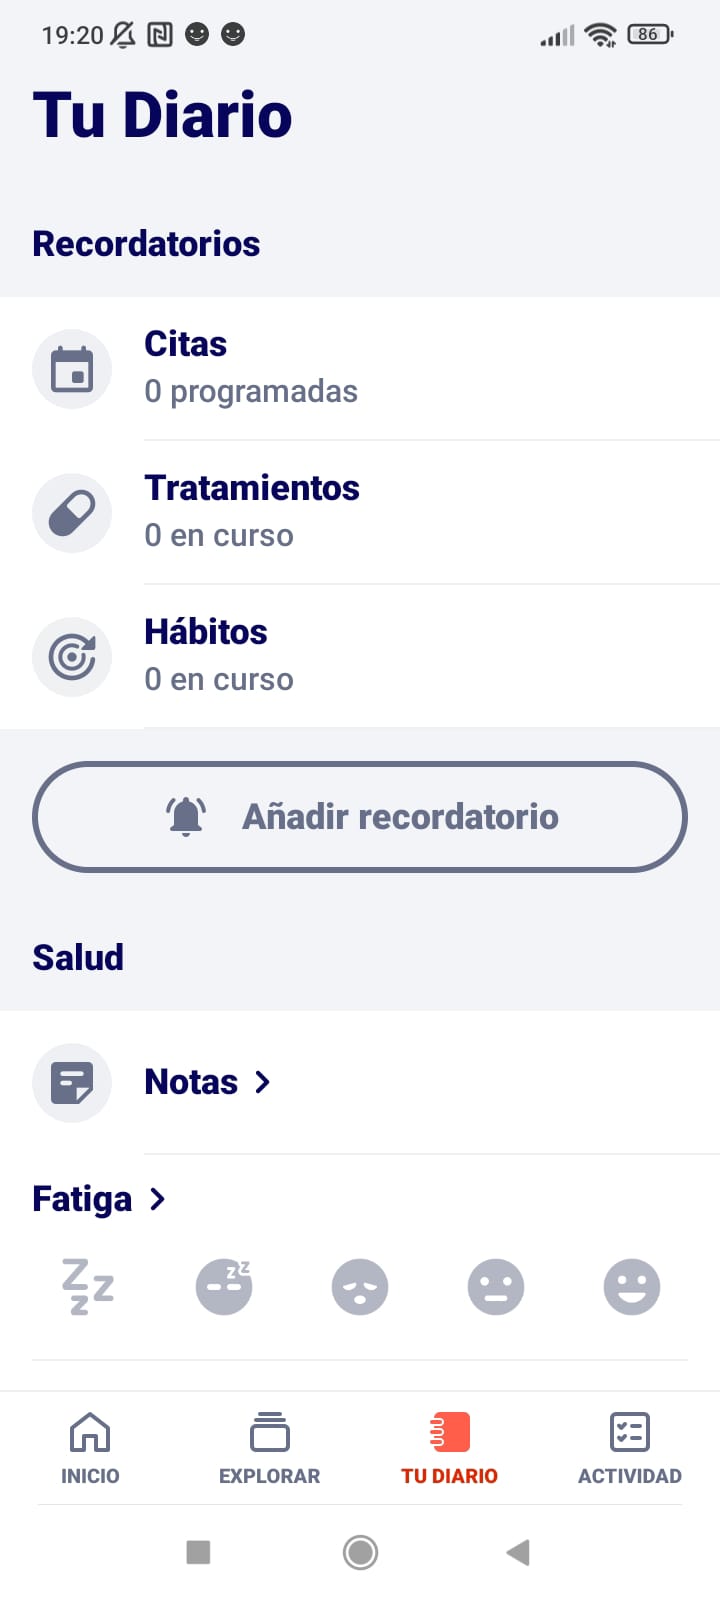 19:20
86
Tu Diario
Recordatorios
Citas
0 programadas
Tratamientos
0 en curso
Hábitos
0 en curso
Añadir recordatorio
Salud
Notas
Fatiga
INICIO
EXPLORAR
TU DIARIO
ACTIVIDAD